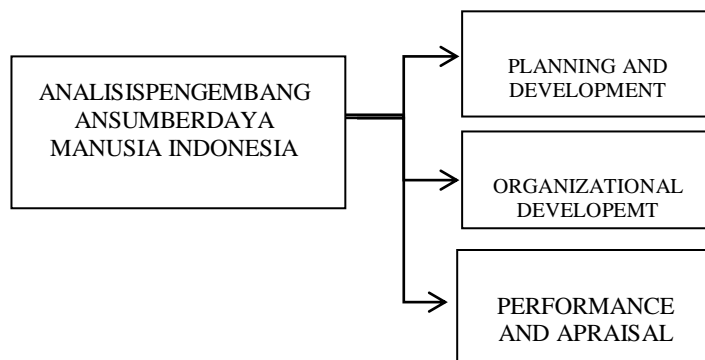 ANALISISPENGEMBANG
ANSUMBERDAYA
MANUSIA INDONESIA
PLANNING AND
DEVELOPMENT
ORGANIZATIONAL
DEVELOPEMT
PERFORMANCE
AND APRAISAL